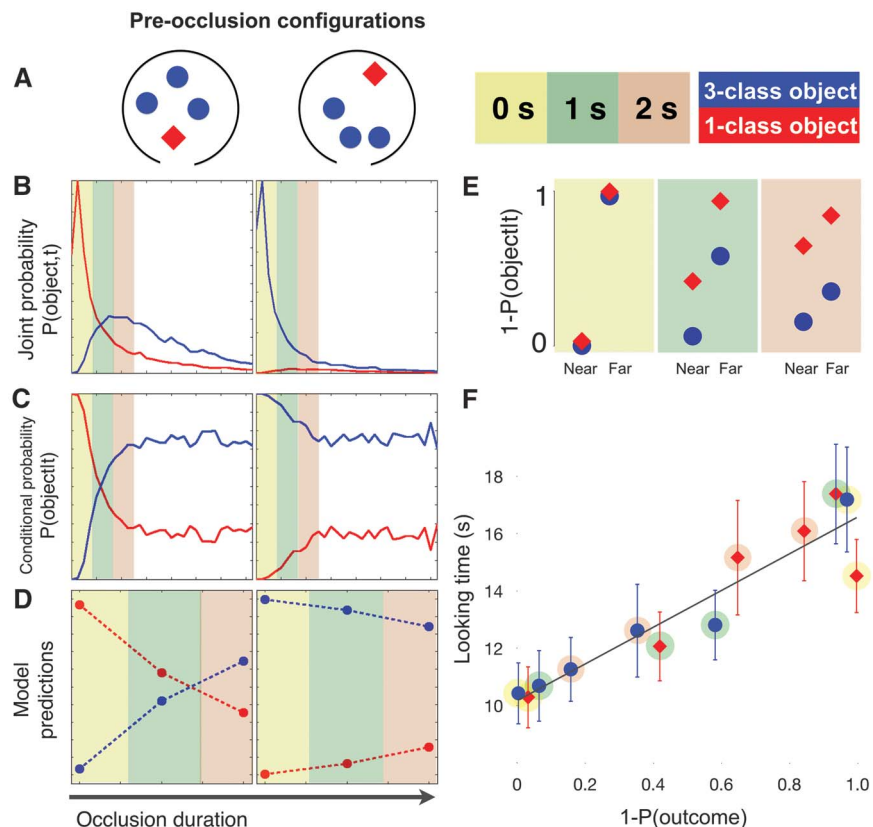 Pre-occlusion configurations
A
0 s 1 s 2 s
3-class object
1-class object
B
Joint probability
P(object,t)
C
Conditional probability
P(objectIt)
D
Model
predictions
Occlusion duration
E
1-P(objectIt)
1
0
Near Far
Near Far
Near Far
F
Looking time (s)
18
16
14
12
10
0 0.2 0.4 0.6 0.8 1.0
1-P(outcome)